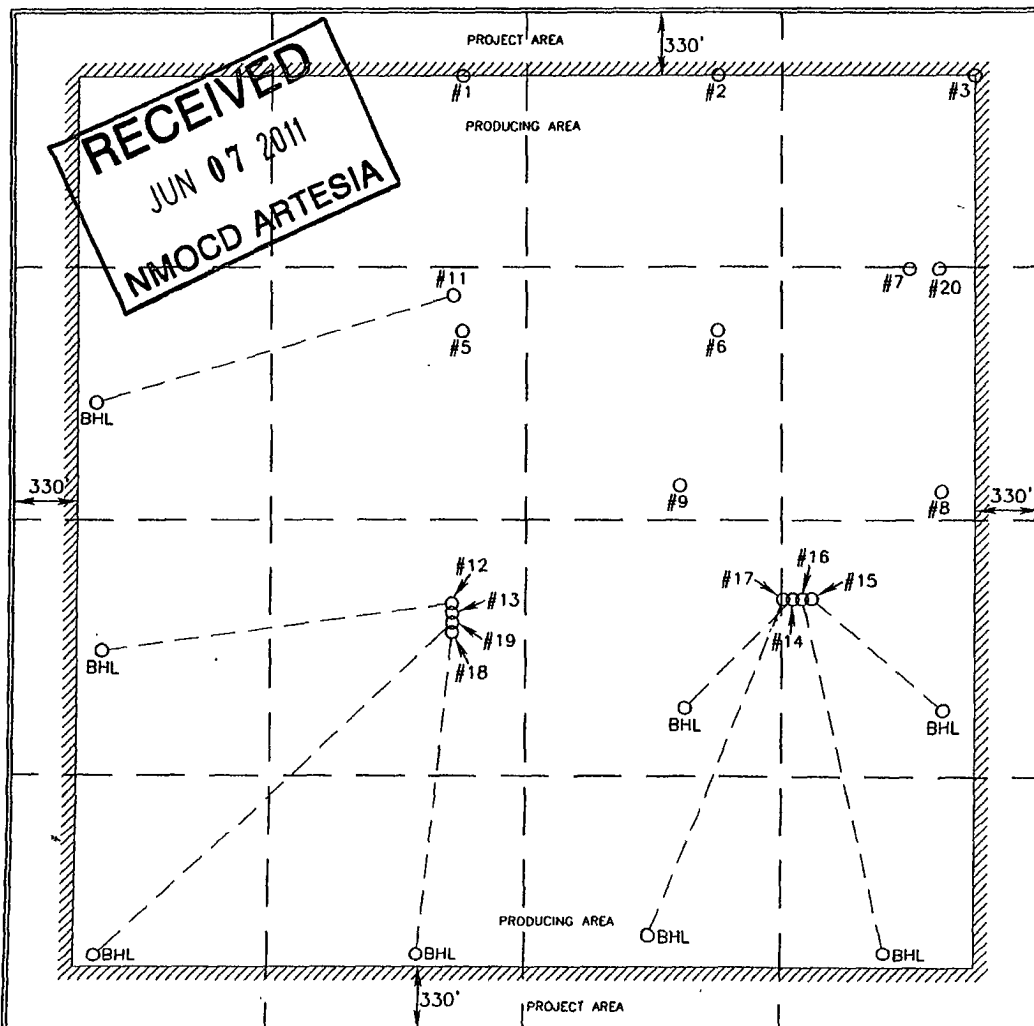 PROJECT AREA
330'
#1
#2
#3
RECEIVED
JUN 07 2011
NMOCD ARTESIA
PRODUCING AREA
#11
#7
#20
#5
#6
BHL
330'
#9
#8
330'
#12
#13
#19
#18
#17
#16
#15
#14
BHL
BHL
BHL
PRODUCING AREA
BHL
BHL
BHL
BHL
330'
PROJECT AREA